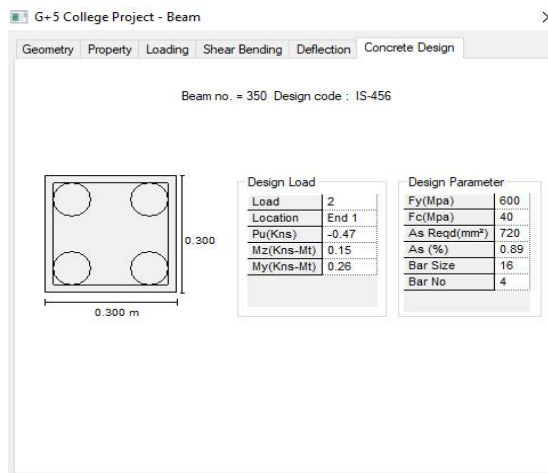 G+5 College Project - Beam
Geometry Property Loading Shear Bending Deflection Concrete Design
Beam no. = 350 Design code : IS-456
0.300
0.300 m
Design Load
Load 2
Location End 1
Pu(Kns) -0.47
Mz(Kns-Mt) 0.15
My(Kns-Mt) 0.26
Design Parameter
Fy(Mpa) 600
Fc(Mpa) 40
As Reqd(mm²) 720
As (%) 0.89
Bar Size 16
Bar No 4